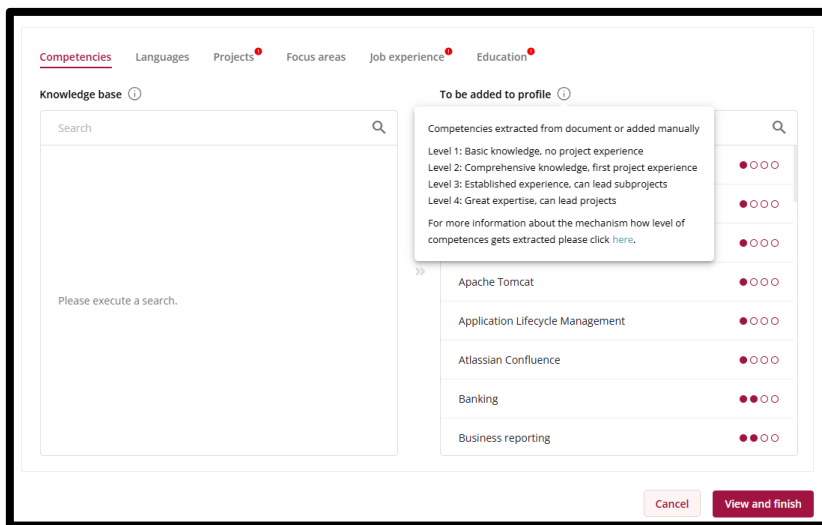 Competencies Languages Projects Focus areas Job experience Education
Knowledge base
Search
Please execute a search.
To be added to profile
Competencies extracted from document or added manually
Level 1: Basic knowledge, no project experience
Level 2: Comprehensive knowledge, first project experience
Level 3: Established experience, can lead subprojects
Level 4: Great expertise, can lead projects
For more information about the mechanism how level of
competences gets extracted please click here.
Apache Tomcat
Application Lifecycle Management
Atlassian Confluence
Banking
Business reporting
Cancel View and finish